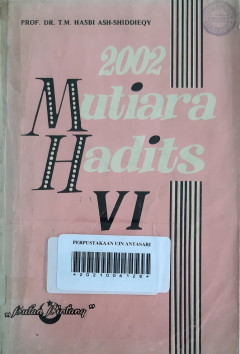 PROF. DR. T.M. HASBI ASH-SHIDDIEQY
2002
Mutiara
Hadits
VI
PERPUSTAKAAN UIN ANTASARI
„Bulan Bintang"